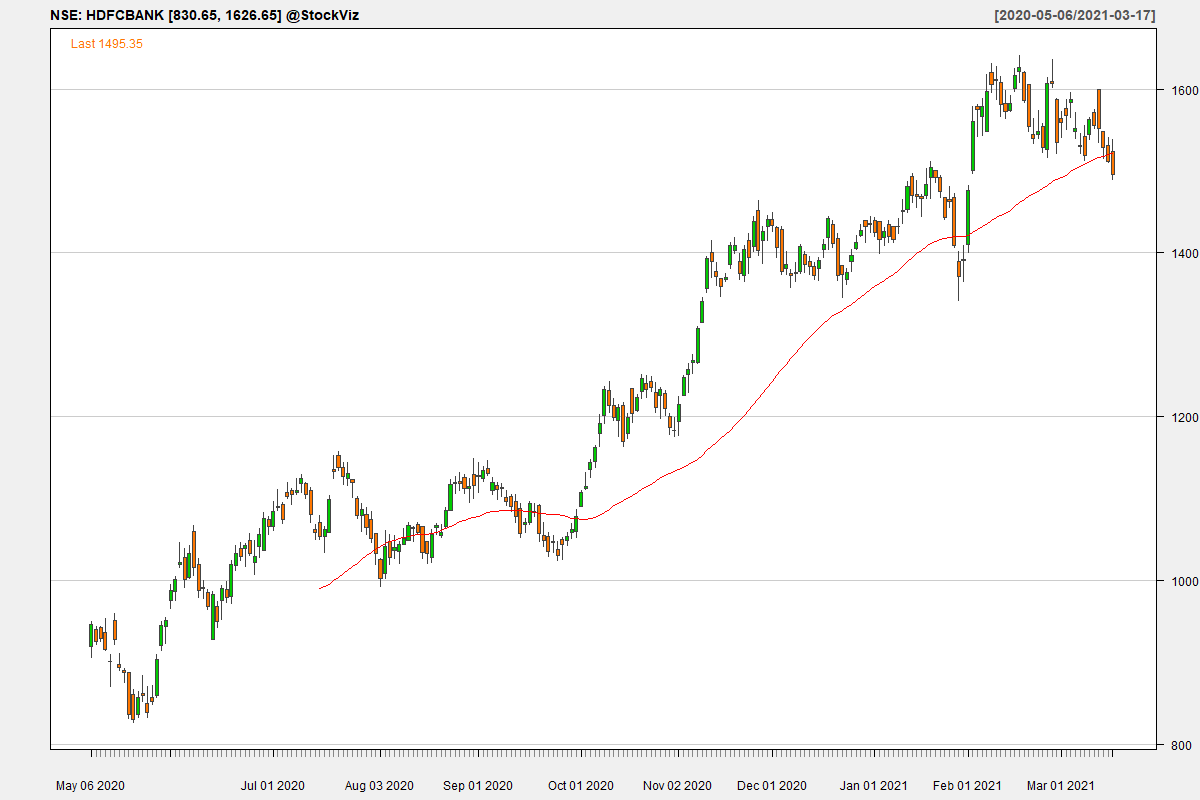 NSE: HDFCBANK [830.65, 1626.65] @StockViz
[2020-05-06/2021-03-17]
Last 1495.35
1600
1400
1200
1000
800
May 06 2020
Jul 01 2020
Aug 03 2020
Sep 01 2020
Oct 01 2020
Nov 02 2020
Dec 01 2020
Jan 01 2021
Feb 01 2021
Mar 01 2021